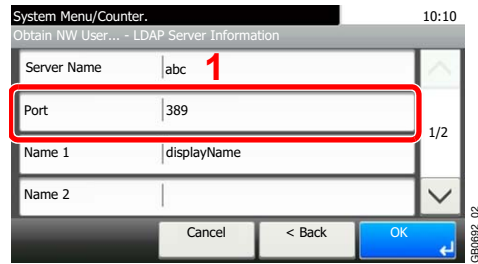 System Menu/Counter. 10:10
Obtain NW User... - LDAP Server Information
Server Name abc 1
Port 389
1/2
Name 1 displayName
Name 2
Cancel < Back OK
GB0692_02